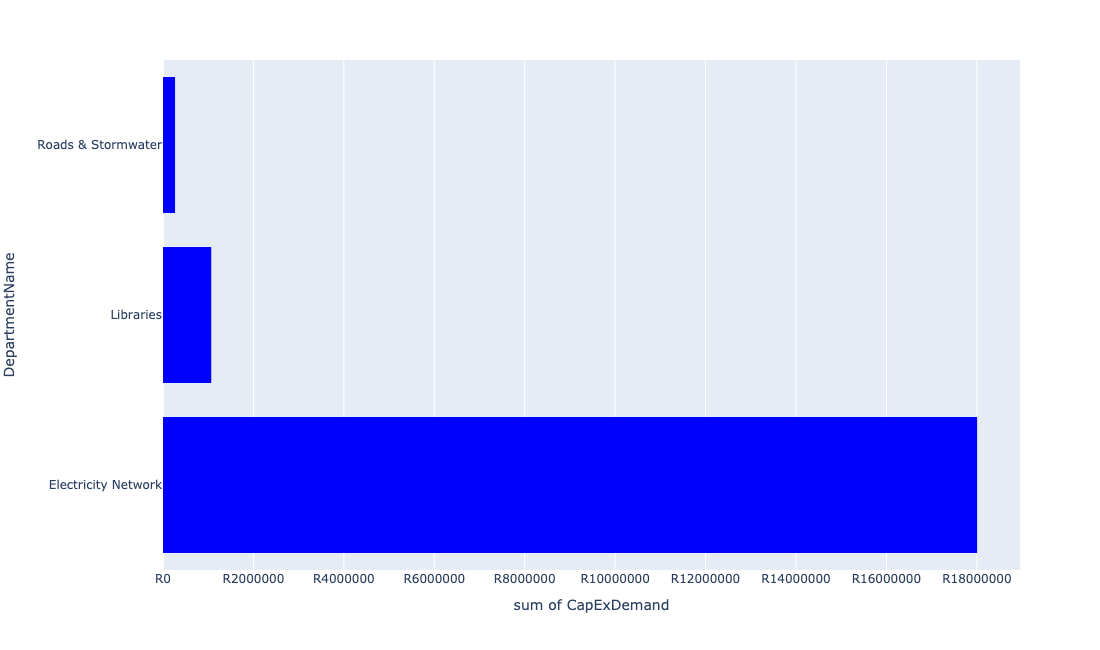 DepartmentName
Roads & Stormwater
Libraries
Electricity Network
R0 R2000000 R4000000 R6000000 R8000000 R10000000 R12000000 R14000000 R16000000 R18000000
sum of CapExDemand